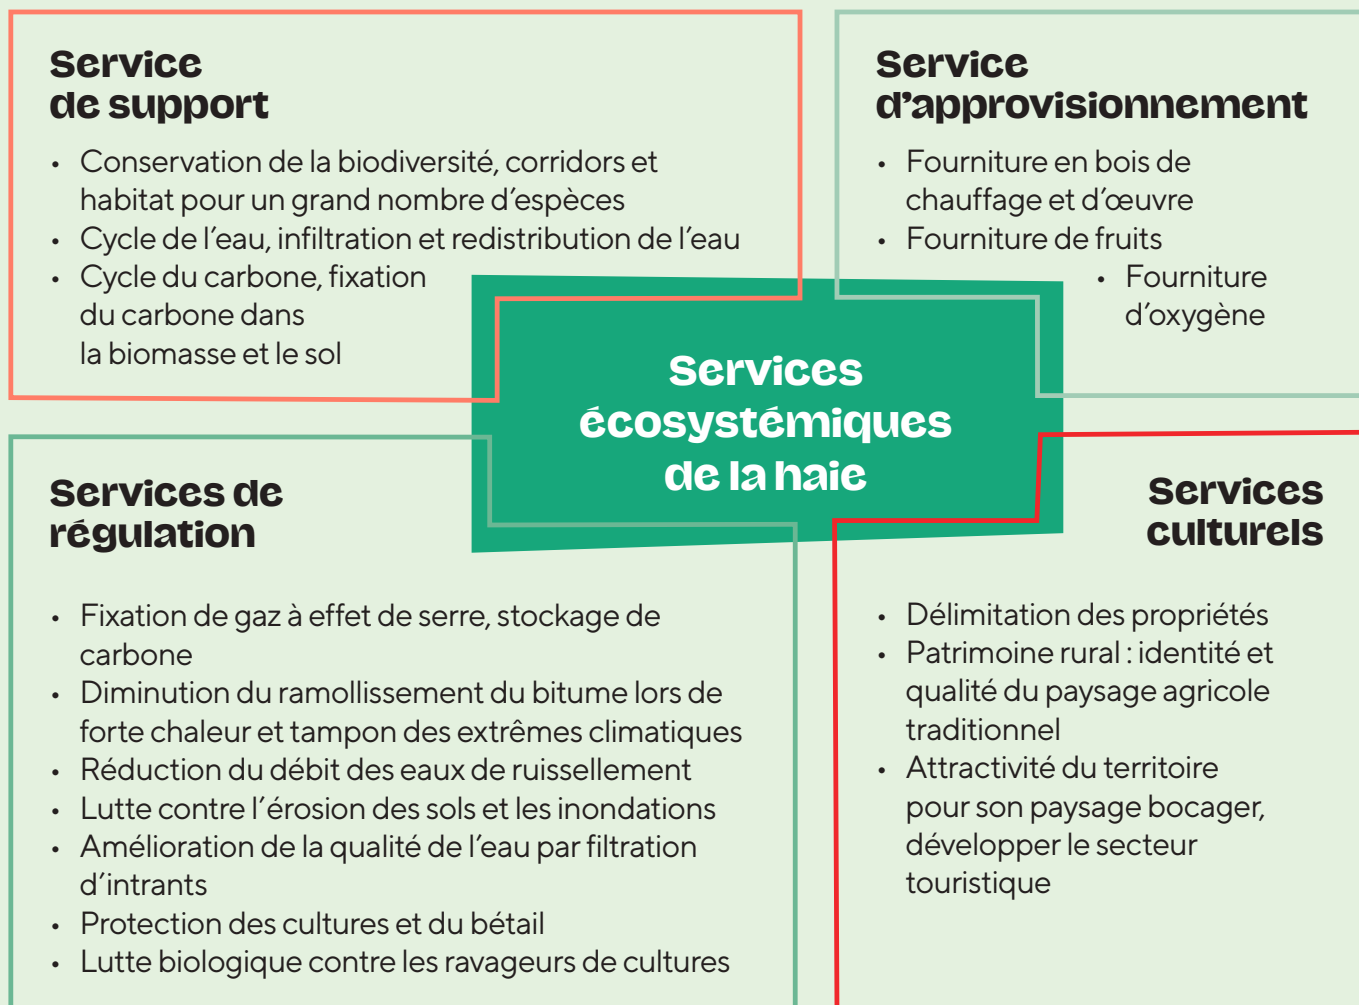 Service
de support
• Conservation de la biodiversité, corridors et
habitat pour un grand nombre d’espèces
• Cycle de l’eau, infiltration et redistribution de l’eau
• Cycle du carbone, fixation
du carbone dans
la biomasse et le sol
Service
d’approvisionnement
• Fourniture en bois de
chauffage et d’œuvre
• Fourniture de fruits
• Fourniture
d’oxygène
Services
écosystémiques
de la haie
Services de
régulation
• Fixation de gaz à effet de serre, stockage de
carbone
• Diminution du ramollissement du bitume lors de
forte chaleur et tampon des extrêmes climatiques
• Réduction du débit des eaux de ruissellement
• Lutte contre l’érosion des sols et les inondations
• Amélioration de la qualité de l’eau par filtration
d’intrants
• Protection des cultures et du bétail
• Lutte biologique contre les ravageurs de cultures
Services
culturels
• Délimitation des propriétés
• Patrimoine rural : identité et
qualité du paysage agricole
traditionnel
• Attractivité du territoire
pour son paysage bocager,
développer le secteur
touristique